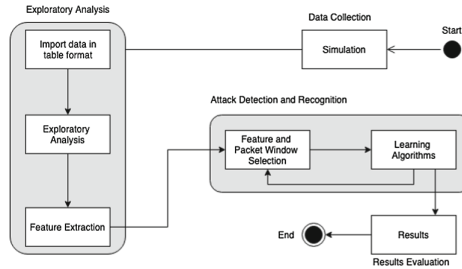 Exploratory Analysis
Data Collection
Start
Import data in
table format
Simulation
Attack Detection and Recognition
Exploratory
Analysis
Feature and
Packet Window
Selection
Learning
Algorithms
Feature Extraction
End
Results
Results Evaluation